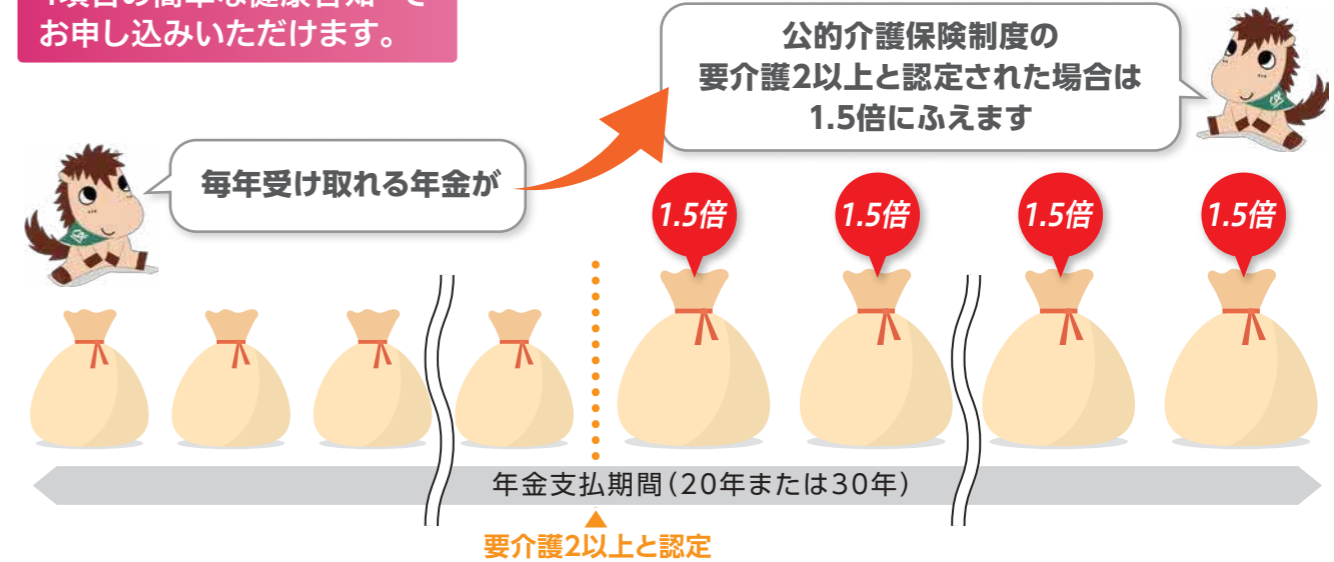 お申し込みいただけます。
公的介護保険制度の
要介護2以上と認定された場合は
1.5倍にふえます
毎年受け取れる年金が
1.5倍
1.5倍
1.5倍
1.5倍
年金支払期間(20年または30年)
要介護2以上と認定